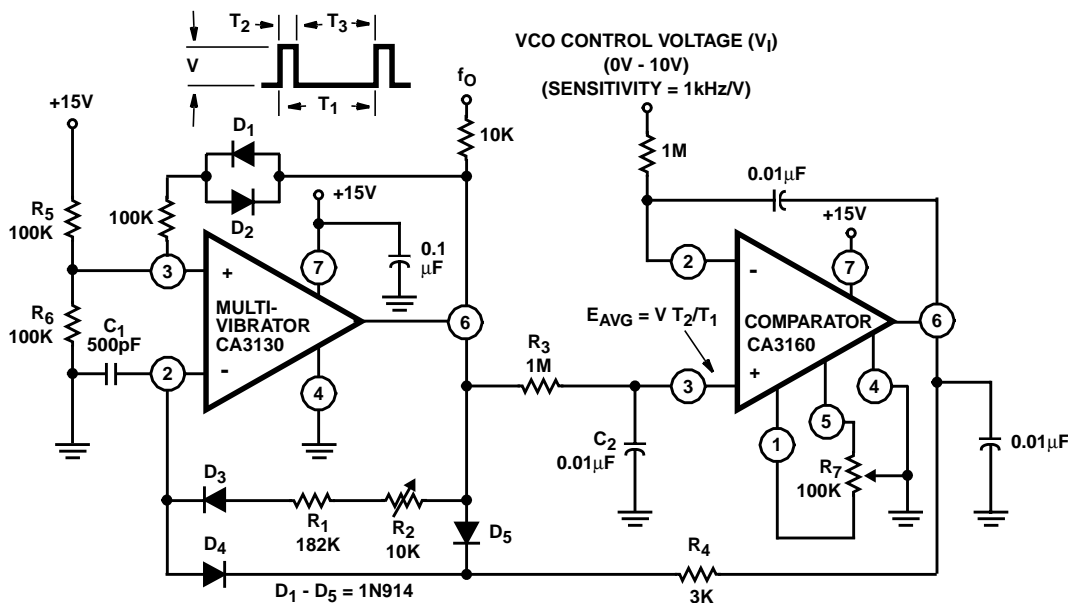 T2
T3
V
T1
+15V
fO
10K
VCO CONTROL VOLTAGE (VI)
(0V - 10V)
(SENSITIVITY = 1kHz/V)
1M
0.01μF
+15V
D1
D2
100K
R5
100K
+15V
0.1
μF
7
3
+
MULTI-
VIBRATOR
CA3130
6
R6
100K
C1
500pF
2
-
4
EAVG = V T2/T1
R3
1M
C2
0.01μF
2
-
7
COMPARATOR
CA3160
6
3
+
4
5
1
R7
100K
0.01μF
D3
R1
182K
R2
10K
D5
D4
D1 - D5 = 1N914
R4
3K